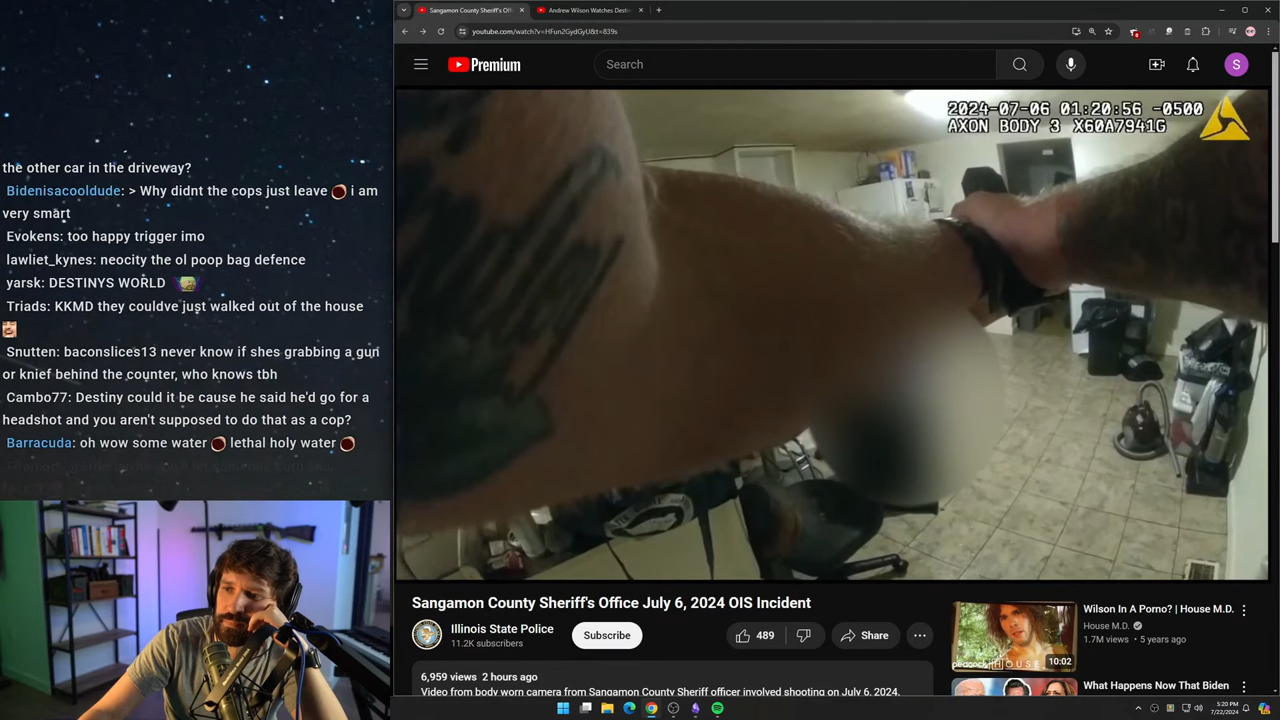 Sangamon County Sheriff's Offi
Andrew Wilson Watches Desti
youtube.com/watch?v=HFun2GydGyU&t=839s
Premium
Search
S
2024-07-06 01:20:56 -0500
AXON BODY 3 X60A7941G
the other car in the driveway?
Bidenisacooldude: > Why didnt the cops just leave i am
very smart
Evokens: too happy trigger imo
lawliet_kynes: neocity the ol poop bag defence
yarsk: DESTINYS WORLD
Triads: KKMD they couldve just walked out of the house
Snutten: baconslices13 never know if shes grabbing a gun
or knief behind the counter, who knows tbh
Cambo77: Destiny could it be cause he said he'd go for a
headshot and you aren't supposed to do that as a cop?
Barracuda: oh wow some water lethal holy water
Sangamon County Sheriff's Office July 6, 2024 OIS Incident
Illinois State Police
11.2K subscribers
Subscribe
489
Share
6,959 views 2 hours ago
Video from body worn camera from Sangamon County Sheriff officer involved shooting on July 6, 2024.
Wilson In A Porno? | House M.D.
House M.D.
1.7M views • 5 years ago
peacock HOUSE
10:02
What Happens Now That Biden
5:20 PM
7/22/2024